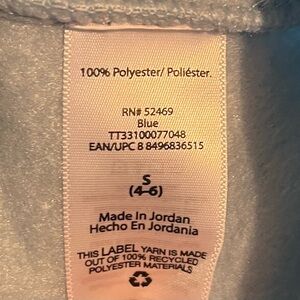 100% Polyester/ Poliéster.
RN# 52469
Blue
TT33100077048
EAN/UPC 8 8496836515
S
(4-6)
Made In Jordan
Hecho En Jordania
THIS LABEL YARN IS MADE
OUT OF 100% RECYCLED
POLYESTER MATERIALS